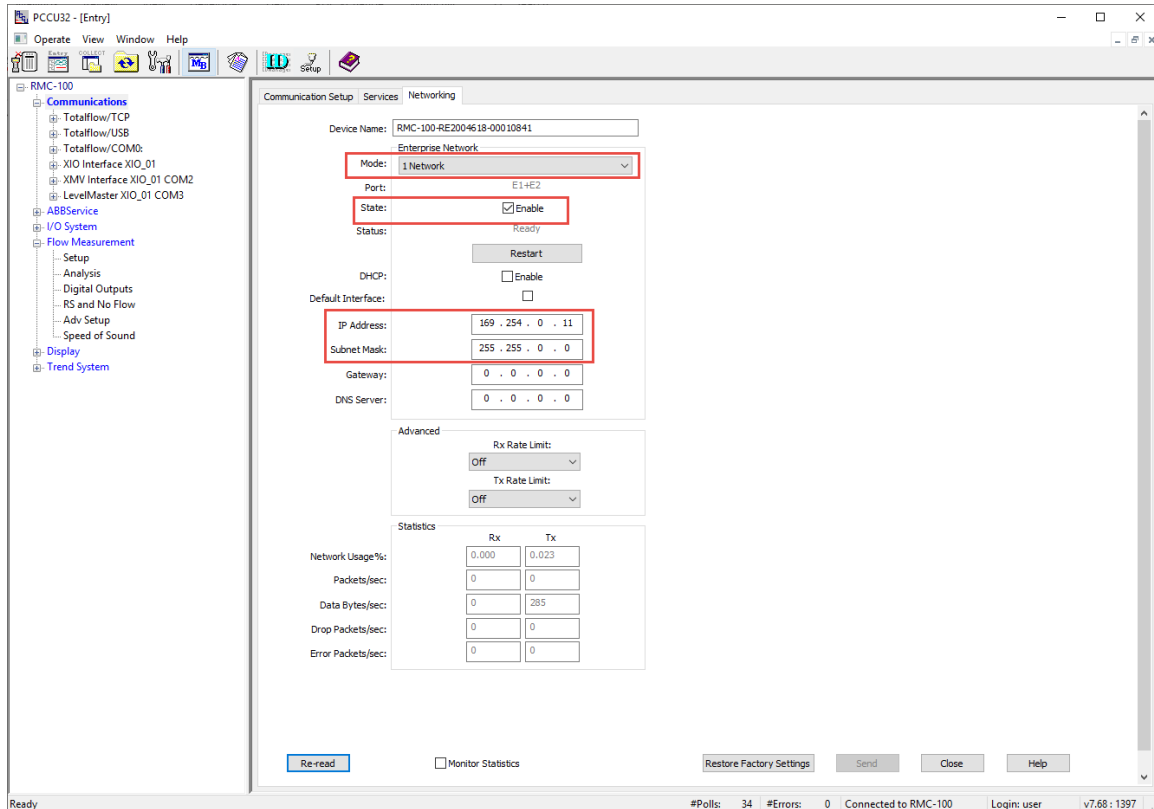 PCCU32 - [Entry]
Operate View Window Help
Entry
COLLECT
MB
ID
Manager
Setup
RMC-100
Communications
Totalflow/TCP
Totalflow/USB
Totalflow/COM0:
XIO Interface XIO_01
XMV Interface XIO_01 COM2
LevelMaster XIO_01 COM3
ABBService
I/O System
Flow Measurement
Setup
Analysis
Digital Outputs
RS and No Flow
Adv Setup
Speed of Sound
Display
Trend System
Communication Setup Services Networking
Device Name: RMC-100-RE2004618-00010841
Enterprise Network
Mode: 1 Network
Port: E1+E2
State: Enable
Status: Ready
Restart
DHCP: Enable
Default Interface:
IP Address: 169 . 254 . 0 . 11
Subnet Mask: 255 . 255 . 0 . 0
Gateway: 0 . 0 . 0 . 0
DNS Server: 0 . 0 . 0 . 0
Advanced
Rx Rate Limit:
Off
Tx Rate Limit:
Off
Statistics
Rx Tx
Network Usage%: 0.000 0.023
Packets/sec: 0 0
Data Bytes/sec: 0 285
Drop Packets/sec: 0 0
Error Packets/sec: 0 0
Re-read Monitor Statistics Restore Factory Settings Send Close Help
Ready #Polls: 34 #Errors: 0 Connected to RMC-100 Login: user v7.68 : 1397